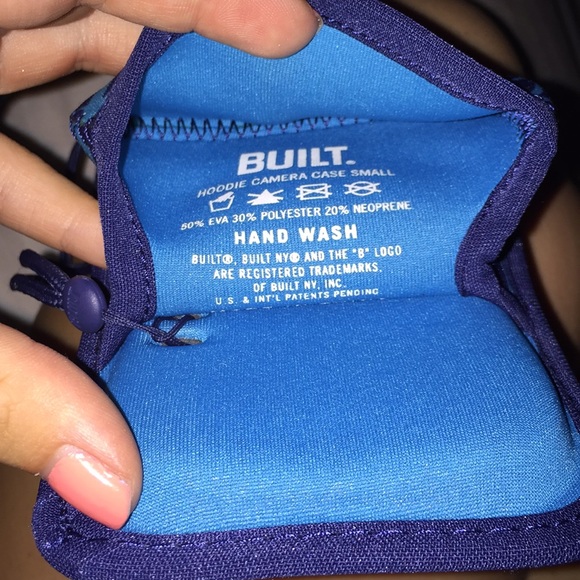 BUILT.
HOODIE CAMERA CASE SMALL
50% EVA 30% POLYESTER 20% NEOPRENE
HAND WASH
BUILT®, BUILT NY® AND THE "B" LOGO
ARE REGISTERED TRADEMARKS.
OF BUILT NY, INC.
U.S. & INT'L PATENTS PENDING